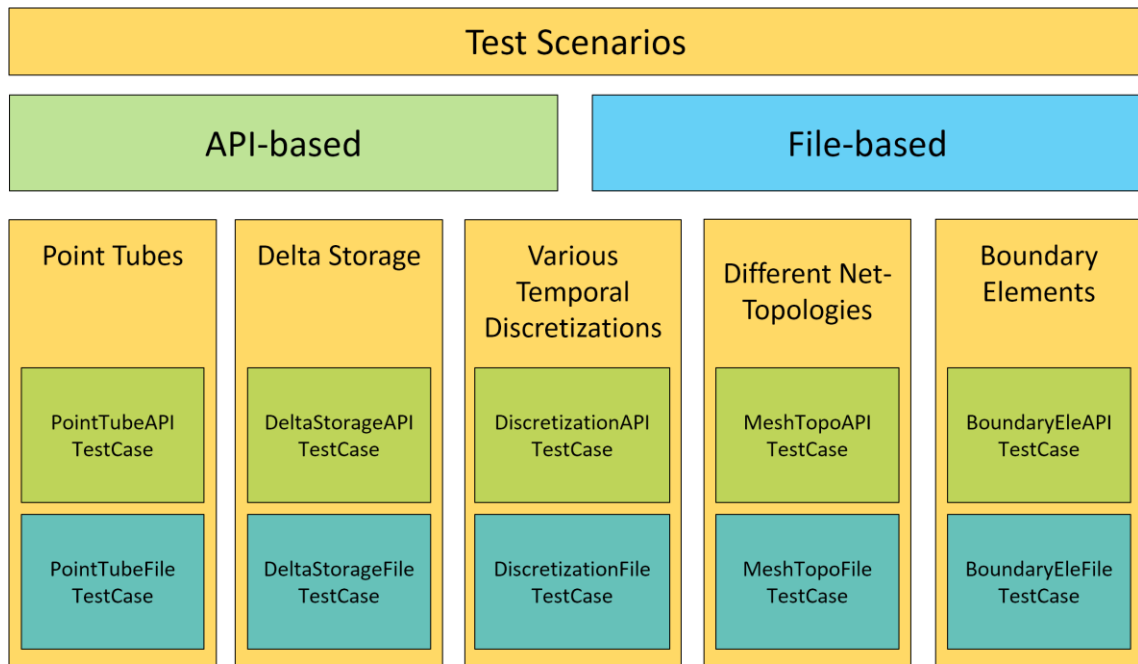 Test Scenarios
API-based
File-based
Point Tubes
PointTubeAPI
TestCase
PointTubeFile
TestCase
Delta Storage
DeltaStorageAPI
TestCase
DeltaStorageFile
TestCase
Various
Temporal
Discretizations
DiscretizationAPI
TestCase
DiscretizationFile
TestCase
Different Net-
Topologies
MeshTopoAPI
TestCase
MeshTopoFile
TestCase
Boundary
Elements
BoundaryEleAPI
TestCase
BoundaryEleFile
TestCase